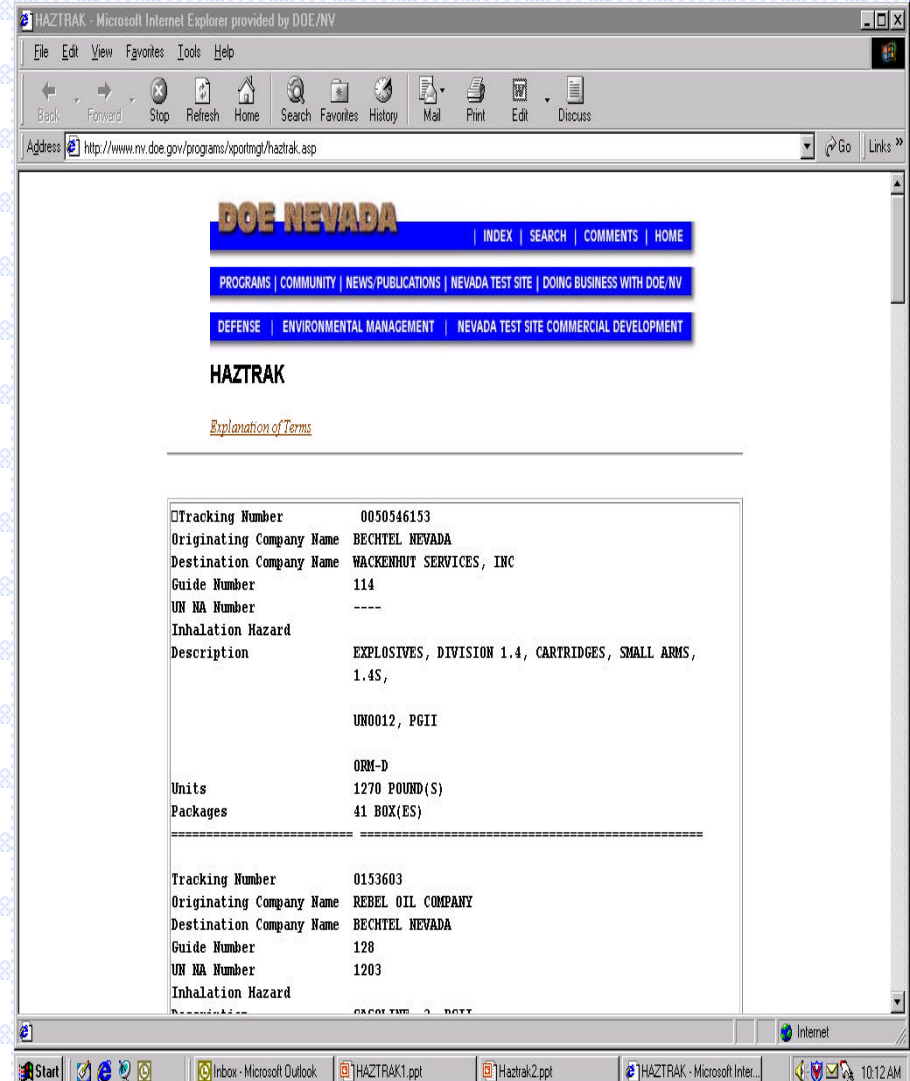 HAZTRAK - Microsoft Internet Explorer provided by DOE/NV
File Edit View Favorites Tools Help
Back Forward Stop Refresh Home Search Favorites History Mail Print Edit Discuss
Address http://www.nv.doe.gov/programs/xportmgt/haztrak.asp Go Links »
DOE NEVADA
| INDEX | SEARCH | COMMENTS | HOME
PROGRAMS | COMMUNITY | NEWS/PUBLICATIONS | NEVADA TEST SITE | DOING BUSINESS WITH DOE/NV
DEFENSE | ENVIRONMENTAL MANAGEMENT | NEVADA TEST SITE COMMERCIAL DEVELOPMENT
HAZTRAK
Explanation of Terms
□Tracking Number 0050546153
Originating Company Name BECHTEL NEVADA
Destination Company Name WACKENHUT SERVICES, INC
Guide Number 114
UN NA Number ----
Inhalation Hazard
Description EXPLOSIVES, DIVISION 1.4, CARTRIDGES, SMALL ARMS,
1.4S,
UN0012, PGII
ORM-D
Units 1270 POUND(S)
Packages 41 BOX(ES)
========================== =================================================
Tracking Number 0153603
Originating Company Name REBEL OIL COMPANY
Destination Company Name BECHTEL NEVADA
Guide Number 128
UN NA Number 1203
Inhalation Hazard
Description GASOLINE, 3, PGII
Internet
Start Inbox - Microsoft Outlook HAZTRAK1.ppt Haztrak2.ppt HAZTRAK - Microsoft Inter... 10:12 AM